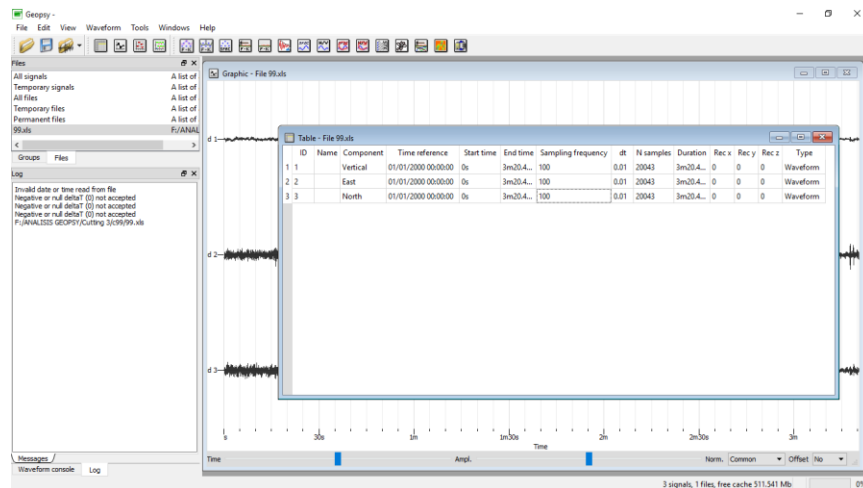 Geopsy -
File Edit View Waveform Tools Windows Help
Files
All signals A list of
Temporary signals A list of
All files A list of
Temporary files A list of
Permanent files A list of
99.xls F:/ANAL
Groups Files
Log
Invalid date or time read from file
Negative or null deltaT (0) not accepted
Negative or null deltaT (0) not accepted
Negative or null deltaT (0) not accepted
F:/ANALISIS GEOPSY/Cutting 3/c99/99.xls
Messages
Waveform console Log
Graphic - File 99.xls
d 1
d 2
d 3
Table - File 99.xls
ID Name Component Time reference Start time End time Sampling frequency dt N samples Duration Rec x Rec y Rec z Type
1 1 Vertical 01/01/2000 00:00:00 0s 3m20.4... 100 0.01 20043 3m20.4... 0 0 0 Waveform
2 2 East 01/01/2000 00:00:00 0s 3m20.4... 100 0.01 20043 3m20.4... 0 0 0 Waveform
3 3 North 01/01/2000 00:00:00 0s 3m20.4... 100 0.01 20043 3m20.4... 0 0 0 Waveform
s 30s 1m 1m30s 2m 2m30s 3m
Time
Time Ampl. Norm. Common Offset No
3 signals, 1 files, free cache 511.541 Mb 0%